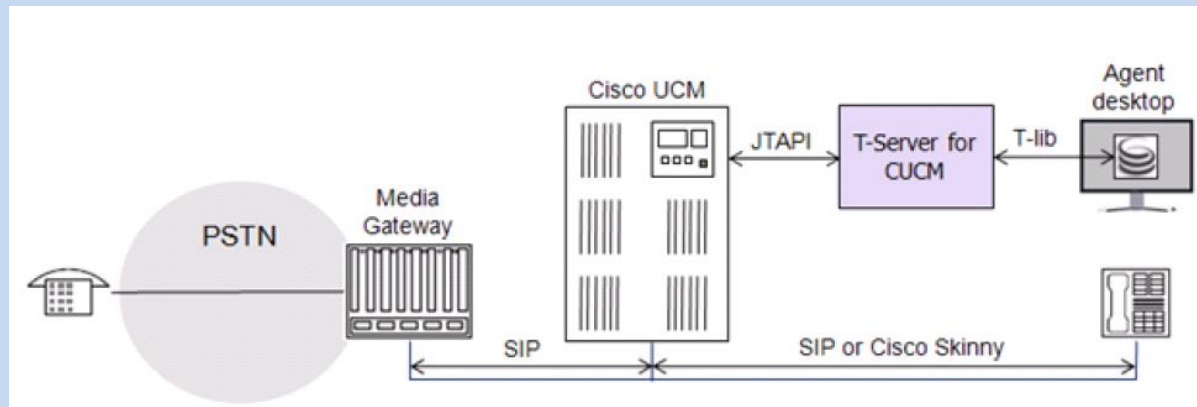 Cisco UCM
Agent
desktop
JTAPI
T-Server for
CUCM
T-lib
Media
Gateway
PSTN
SIP
SIP or Cisco Skinny